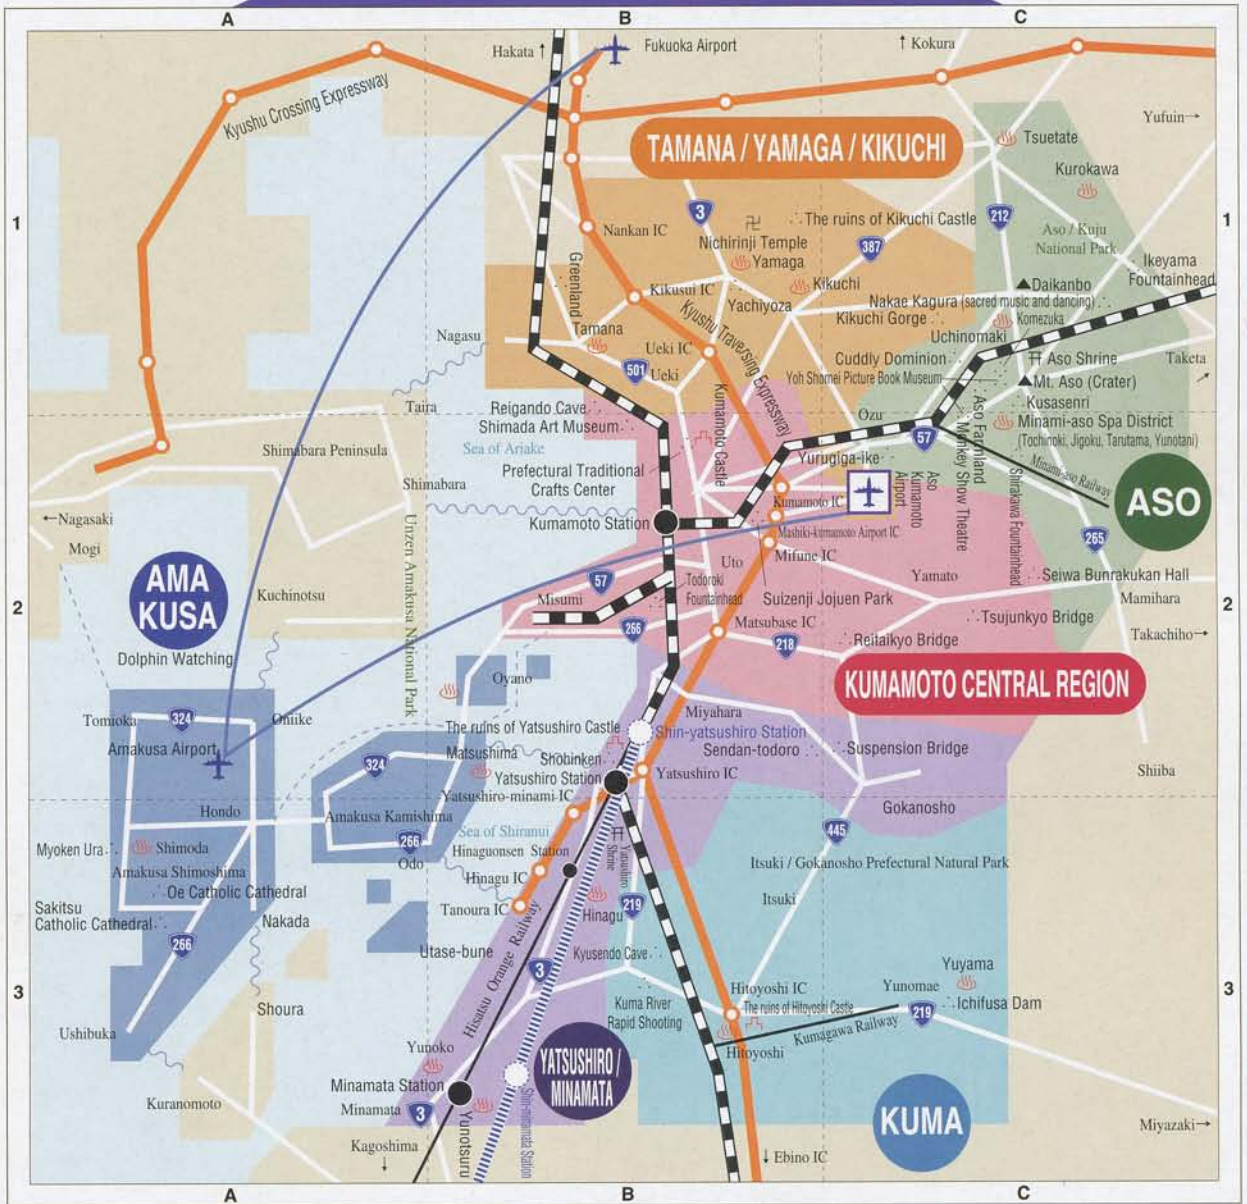 A
B
C
Hakata ↑
Fukuoka Airport
↑ Kokura
Kyushu Crossing Expressway
TAMANA / YAMAGA / KIKUCHI
Tsuetate
Yufuin→
Kurokawa
1
3
The ruins of Kikuchi Castle
212
1
Nankan IC
Nichirinji Temple
387
Aso / Kuju
National Park
Yamaga
Ikeyama
Fountainhead
Greenland
Kikusui IC
Yachiyoza
Kikuchi
Daikanbo
Nakae Kagura (sacred music and dancing)
Kikuchi Gorge
Komezuka
Kyushu Traversing Expressway
Nagasu
Tamana
Uchinomaki
Ueki IC
Cuddly Dominion
Aso Shrine
Taketa
501
Ueki
Yoh Shomei Picture Book Museum
Mt. Aso (Crater)
Kusasenri
Taira
Reigando Cave
Shimada Art Museum
Kumamoto Castle
Ozu
Aso Farmland
Monkey Show Theatre
Minami-aso Spa District
(Tochinoki, Jigoku, Tarutama, Yunotani)
57
Shimabara Peninsula
Sea of Ariake
Yurugiga-ike
Prefectural Traditional
Crafts Center
Minami-aso Railway
Shimabara
Aso
Kumamoto
Airport
Shirakawa Fountainhead
ASO
←Nagasaki
Kumamoto Station
Kumamoto IC
Mashiki-kumamoto Airport IC
Mogi
Unzen Amakusa National Park
Mifune IC
265
AMA
KUSA
Uto
2
Kuchinotsu
57
Todoroki
Fountainhead
Yamato
Seiwa Bunrakukan Hall
2
Misumi
Suizenji Jojuen Park
Mamihara
266
Matsubase IC
Tsujunkyo Bridge
218
Reitaikyo Bridge
Takachiho→
Dolphin Watching
KUMAMOTO CENTRAL REGION
Oyano
Tomioka
324
Oniike
Miyahara
The ruins of Yatsushiro Castle
Shin-yatsushiro Station
Amakusa Airport
Matsushima
Shobinken
Sendan-todoro
Suspension Bridge
324
Yatsushiro Station
Yatsushiro IC
Shiiba
Yatsushiro-minami IC
Hondo
Amakusa Kamishima
Gokanosho
Sea of Shiranui
445
Myoken Ura
Shimoda
266
Hinaguonsen Station
Yatsushiro
Shrine
Itsuki / Gokanosho Prefectural Natural Park
Odo
Amakusa Shimoshima
Hinagu IC
Oe Catholic Cathedral
Itsuki
Tanoura IC
219
Sakitsu
Catholic Cathedral
Nakada
Hinagu
266
Hisatsu Orange Railway
Utase-bune
Kyusendo Cave
3
3
Yuyama
3
Hitoyoshi IC
Yunomae
Kuma River
Rapid Shooting
The ruins of Hitoyoshi Castle
Ichifusa Dam
Shoura
219
Kumagawa Railway
Ushibuka
Yunoko
Hitoyoshi
YATSUSHIRO /
MINAMATA
Minamata Station
Kuranomoto
Minamata
3
Yunotsuru
Shin-minamata Station
KUMA
Miyazaki→
Kagoshima
↓
↓ Ebino IC
A
B
C